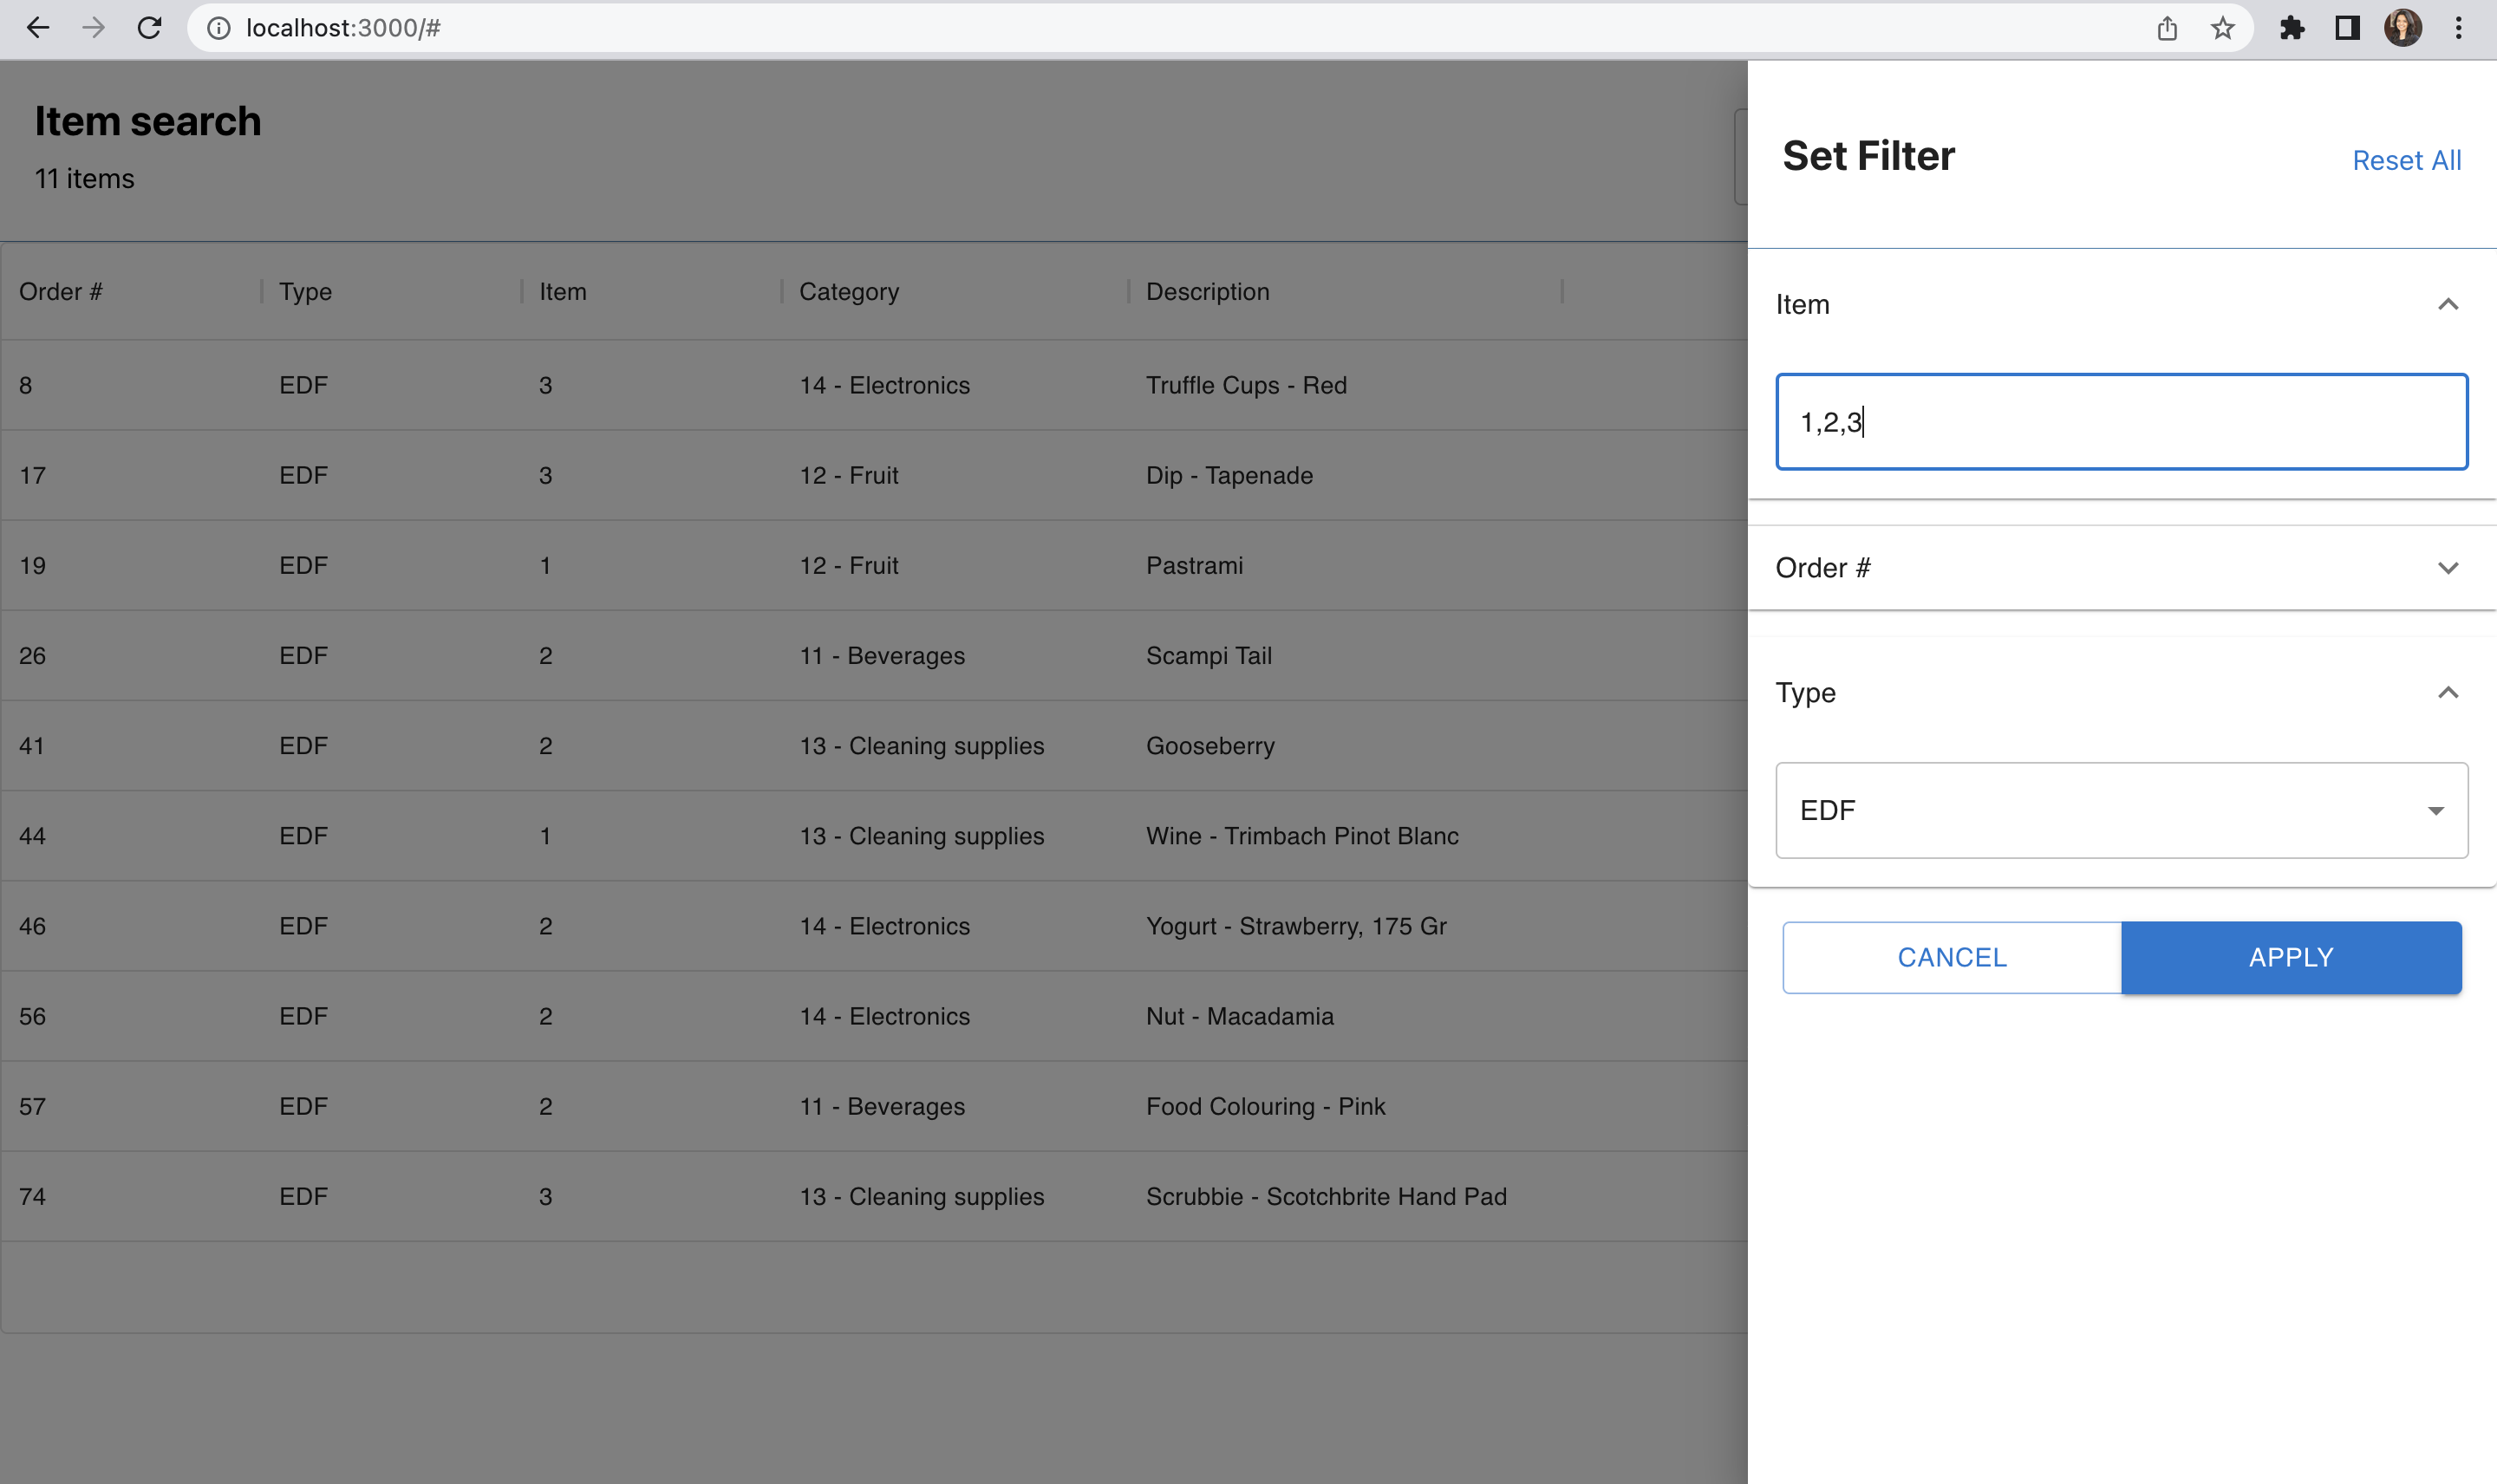 localhost:3000/#
Item search
11 items
Order # Type Item Category Description
8 EDF 3 14 - Electronics Truffle Cups - Red
17 EDF 3 12 - Fruit Dip - Tapenade
19 EDF 1 12 - Fruit Pastrami
26 EDF 2 11 - Beverages Scampi Tail
41 EDF 2 13 - Cleaning supplies Gooseberry
44 EDF 1 13 - Cleaning supplies Wine - Trimbach Pinot Blanc
46 EDF 2 14 - Electronics Yogurt - Strawberry, 175 Gr
56 EDF 2 14 - Electronics Nut - Macadamia
57 EDF 2 11 - Beverages Food Colouring - Pink
74 EDF 3 13 - Cleaning supplies Scrubbie - Scotchbrite Hand Pad
Set Filter Reset All
Item
1,2,3
Order #
Type
EDF
CANCEL APPLY